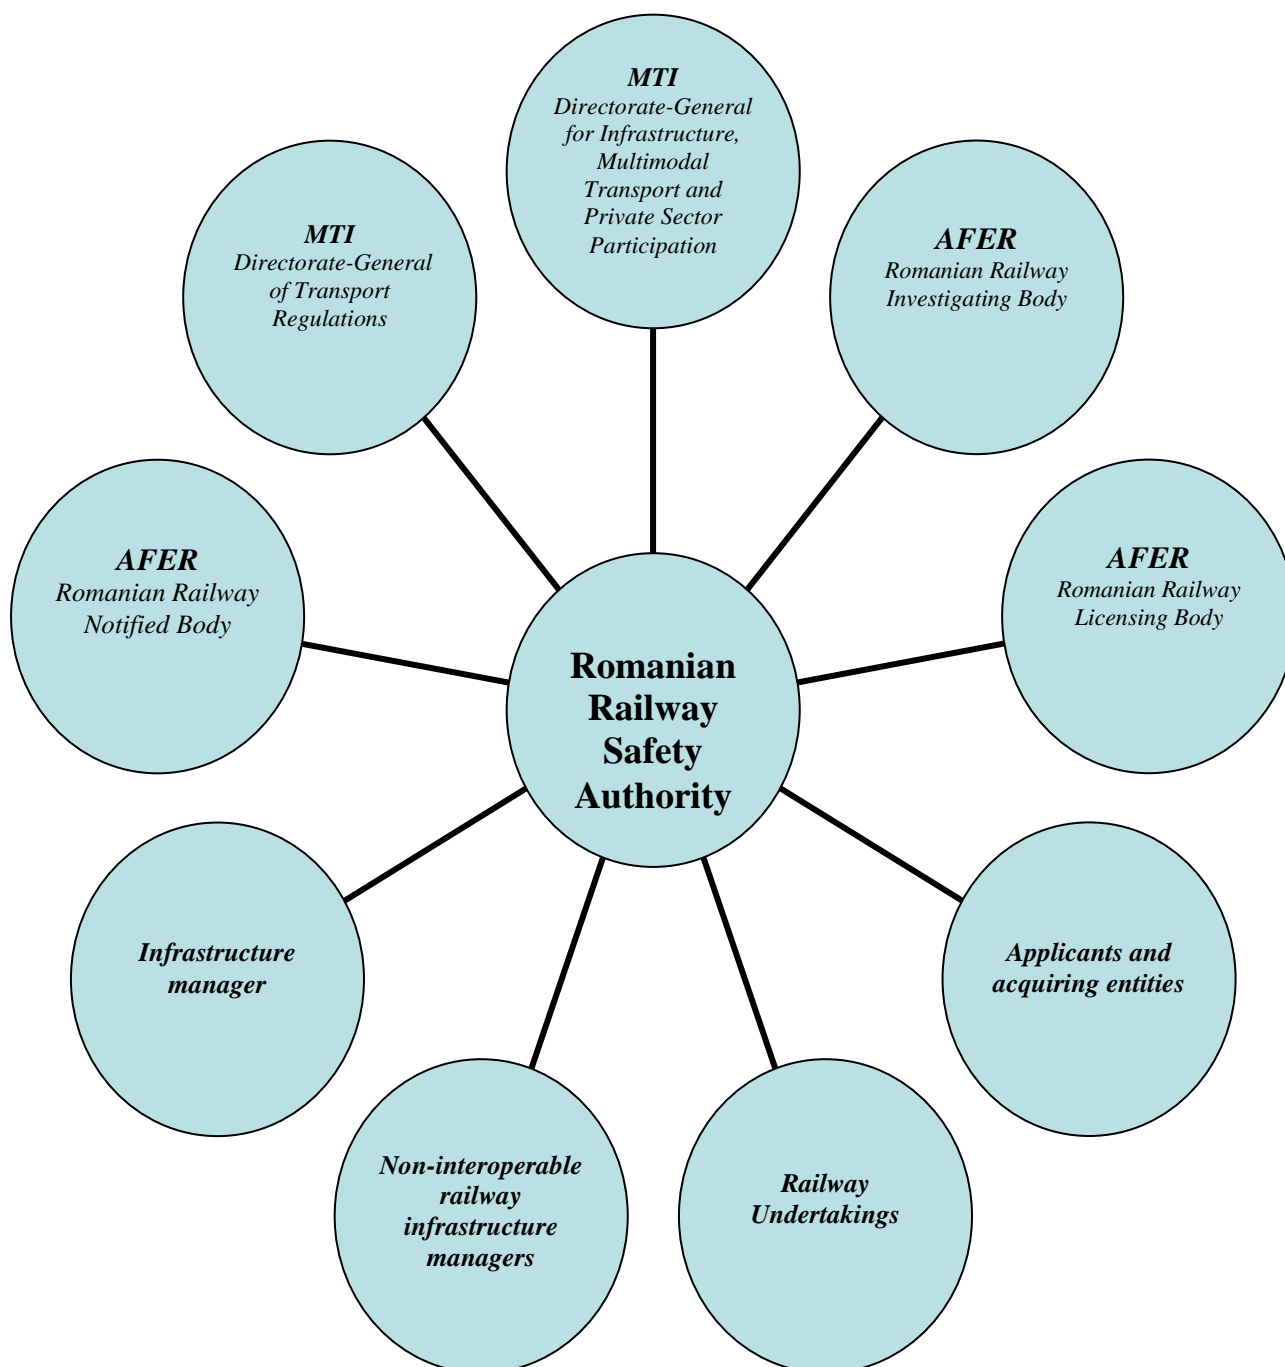 MTI
Directorate-General
for Infrastructure,
Multimodal
Transport and
Private Sector
Participation
MTI
Directorate-General
of Transport
Regulations
AFER
Romanian Railway
Investigating Body
AFER
Romanian Railway
Notified Body
AFER
Romanian Railway
Licensing Body
Romanian
Railway
Safety
Authority
Infrastructure
manager
Applicants and
acquiring entities
Non-interoperable
railway
infrastructure
managers
Railway
Undertakings